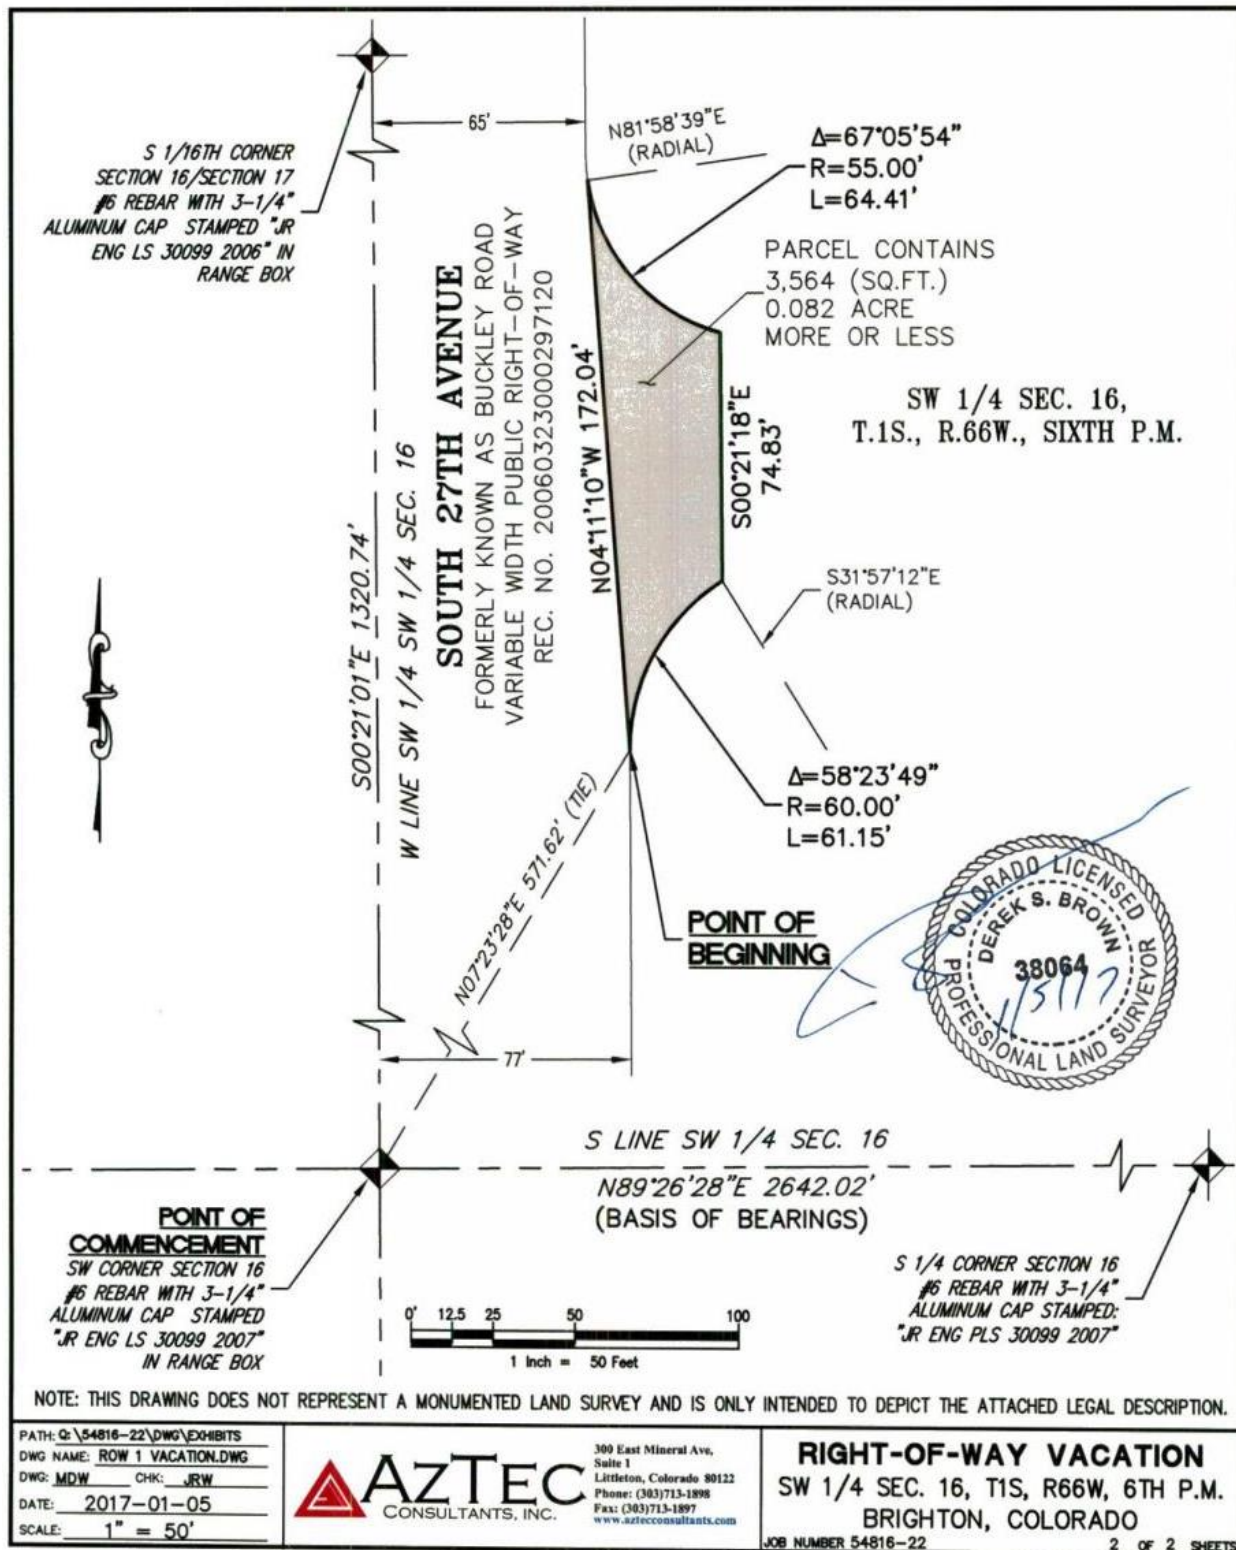 S 1/16TH CORNER
SECTION 16/SECTION 17
#6 REBAR WITH 3-1/4"
ALUMINUM CAP STAMPED "JR
ENG LS 30099 2006" IN
RANGE BOX
65'
N81°58'39"E
(RADIAL)
Δ=67°05'54"
R=55.00'
L=64.41'
PARCEL CONTAINS
3,564 (SQ.FT.)
0.082 ACRE
MORE OR LESS
SW 1/4 SEC. 16,
T.1S., R.66W., SIXTH P.M.
S00°21'01"E 1320.74'
W LINE SW 1/4 SW 1/4 SEC. 16
SOUTH 27TH AVENUE
FORMERLY KNOWN AS BUCKLEY ROAD
VARIABLE WIDTH PUBLIC RIGHT-OF-WAY
REC. NO. 20060323000297120
N04°11'10"W 172.04'
S00°21'18"E
74.83'
S31°57'12"E
(RADIAL)
Δ=58°23'49"
R=60.00'
L=61.15'
N07°23'28"E 571.62' (TIE)
POINT OF
BEGINNING
COLORADO LICENSED
PROFESSIONAL LAND SURVEYOR
DEREK S. BROWN
38064
1/5/17
77'
S LINE SW 1/4 SEC. 16
N89°26'28"E 2642.02'
(BASIS OF BEARINGS)
POINT OF
COMMENCEMENT
SW CORNER SECTION 16
#6 REBAR WITH 3-1/4"
ALUMINUM CAP STAMPED
"JR ENG LS 30099 2007"
IN RANGE BOX
S 1/4 CORNER SECTION 16
#6 REBAR WITH 3-1/4"
ALUMINUM CAP STAMPED:
"JR ENG PLS 30099 2007"
0' 12.5 25 50 100
1 Inch = 50 Feet
NOTE: THIS DRAWING DOES NOT REPRESENT A MONUMENTED LAND SURVEY AND IS ONLY INTENDED TO DEPICT THE ATTACHED LEGAL DESCRIPTION.
PATH: Q:\54816-22\DWG\EXHIBITS
DWG NAME: ROW 1 VACATION.DWG
DWG: MDW CHK: JRW
DATE: 2017-01-05
SCALE: 1" = 50'
AZTEC
CONSULTANTS, INC.
300 East Mineral Ave,
Suite 1
Littleton, Colorado 80122
Phone: (303)713-1898
Fax: (303)713-1897
www.aztecconsultants.com
RIGHT-OF-WAY VACATION
SW 1/4 SEC. 16, T1S, R66W, 6TH P.M.
BRIGHTON, COLORADO
JOB NUMBER 54816-22 2 OF 2 SHEETS